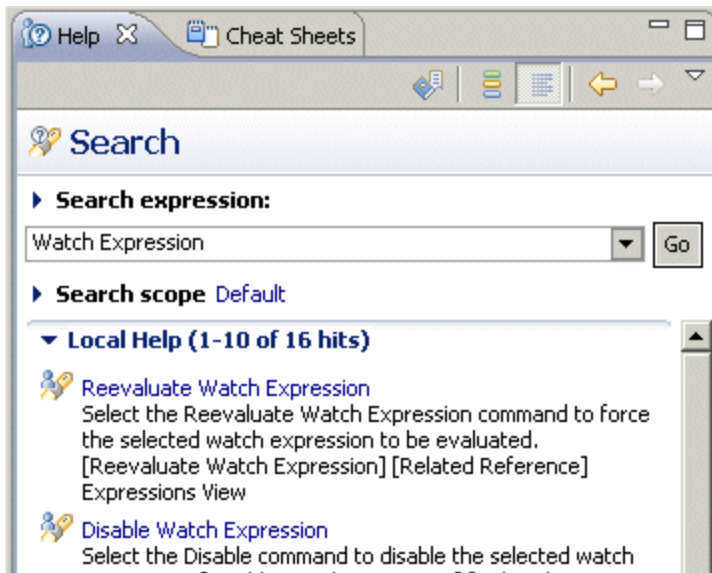 Help Cheat Sheets
Search
Search expression:
Watch Expression Go
Search scope Default
Local Help (1-10 of 16 hits)
Reevaluate Watch Expression
Select the Reevaluate Watch Expression command to force
the selected watch expression to be evaluated.
[Reevaluate Watch Expression] [Related Reference]
Expressions View
Disable Watch Expression
Select the Disable command to disable the selected watch